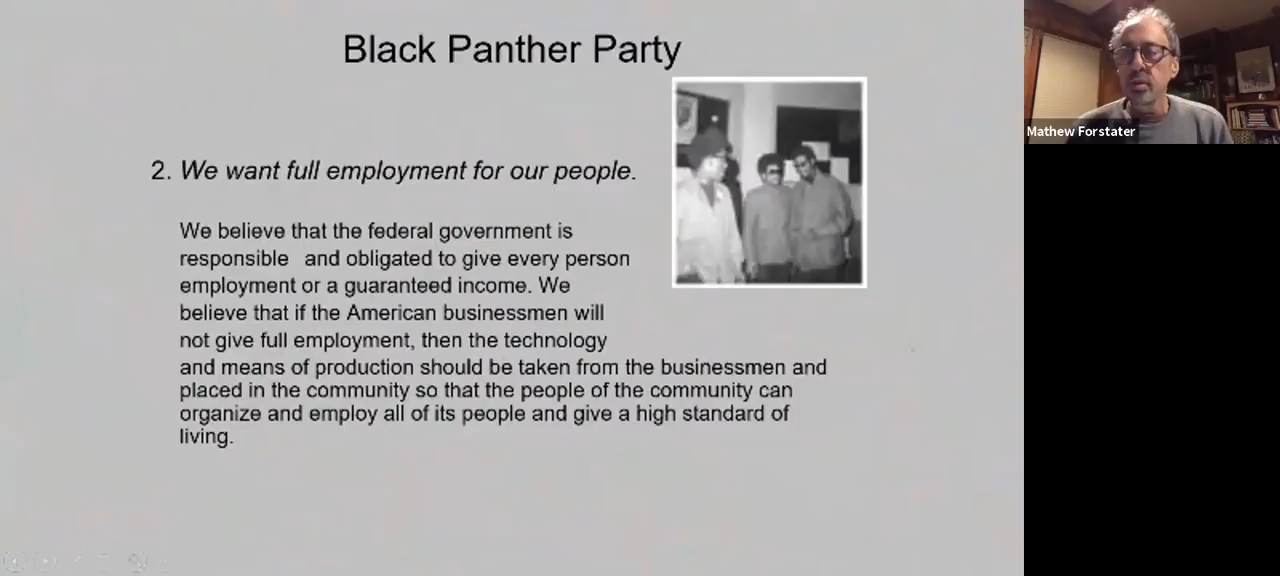 Black Panther Party
2. We want full employment for our people.
We believe that the federal government is
responsible and obligated to give every person
employment or a guaranteed income. We
believe that if the American businessmen will
not give full employment, then the technology
and means of production should be taken from the businessmen and
placed in the community so that the people of the community can
organize and employ all of its people and give a high standard of
living.
Mathew Forstater